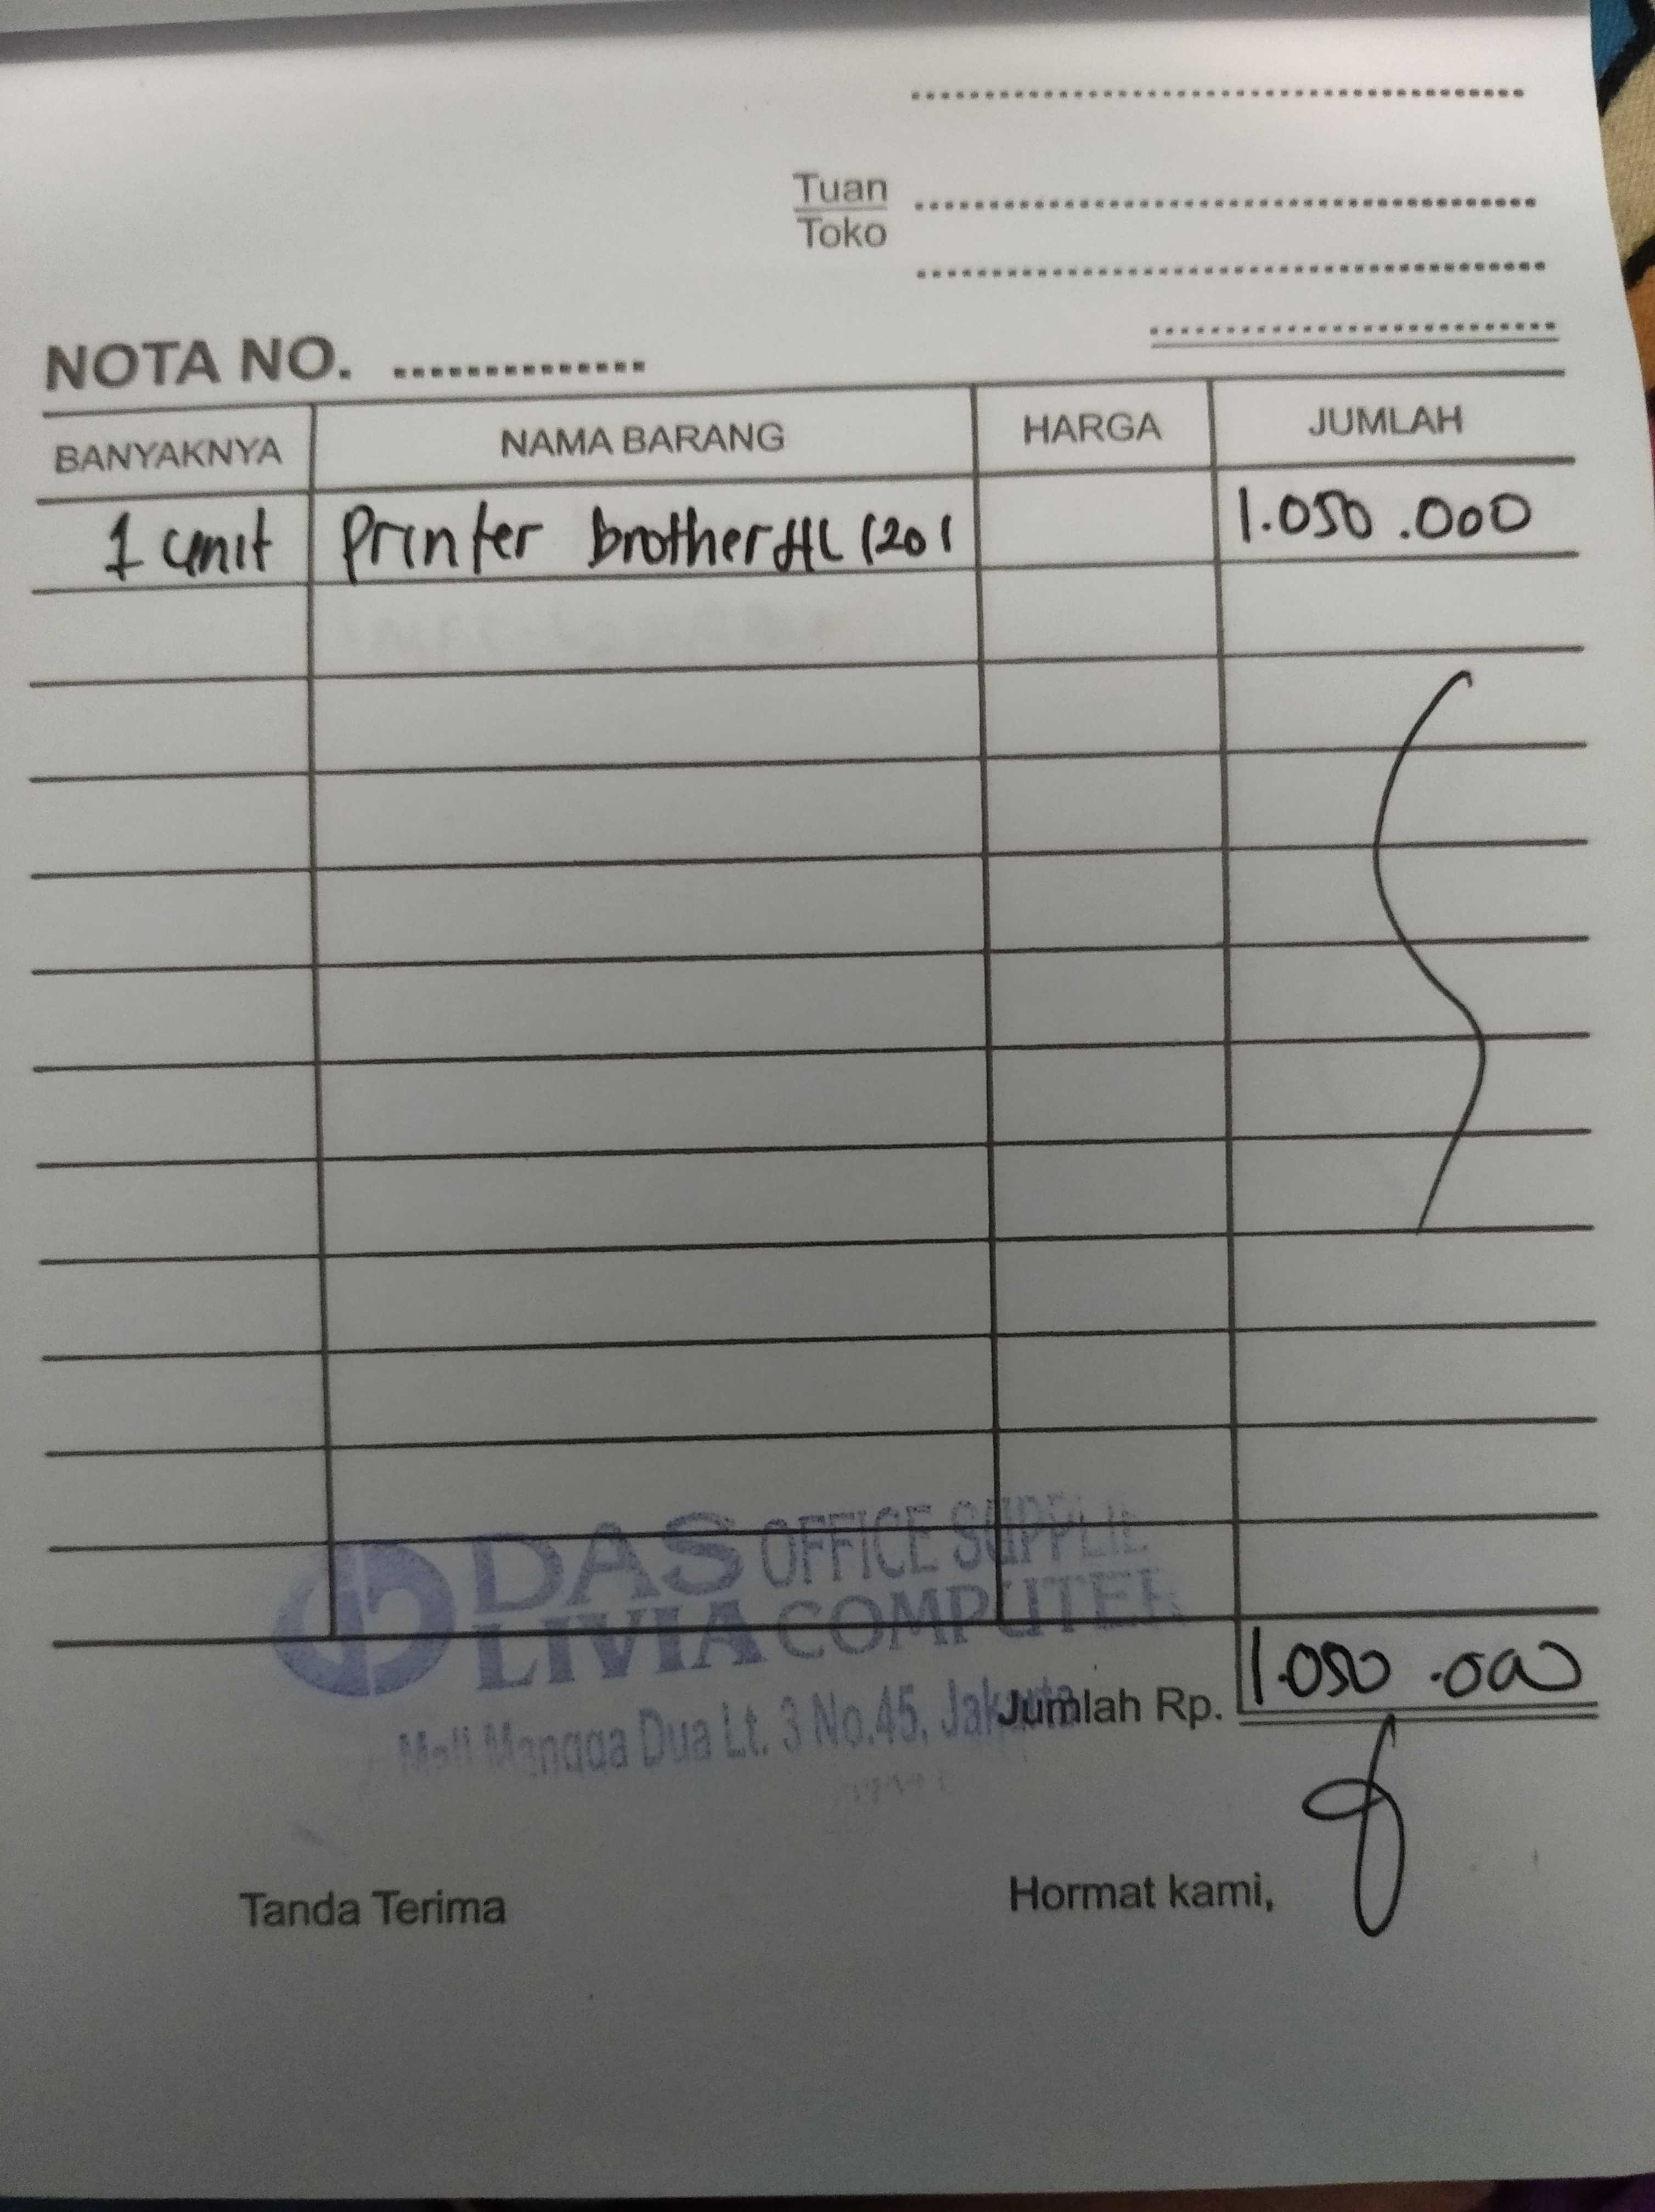 Tuan
Toko
NOTA NO.
BANYAKNYA NAMA BARANG HARGA JUMLAH
1 unit Printer brother HL 1201 1.050.000
DAS OFFICE SUPPLIE
LIVIA COMPUTER
Mall Mangga Dua Lt. 3 No.45, Jakarta
Jumlah Rp. 1.050.000
Tanda Terima Hormat kami,